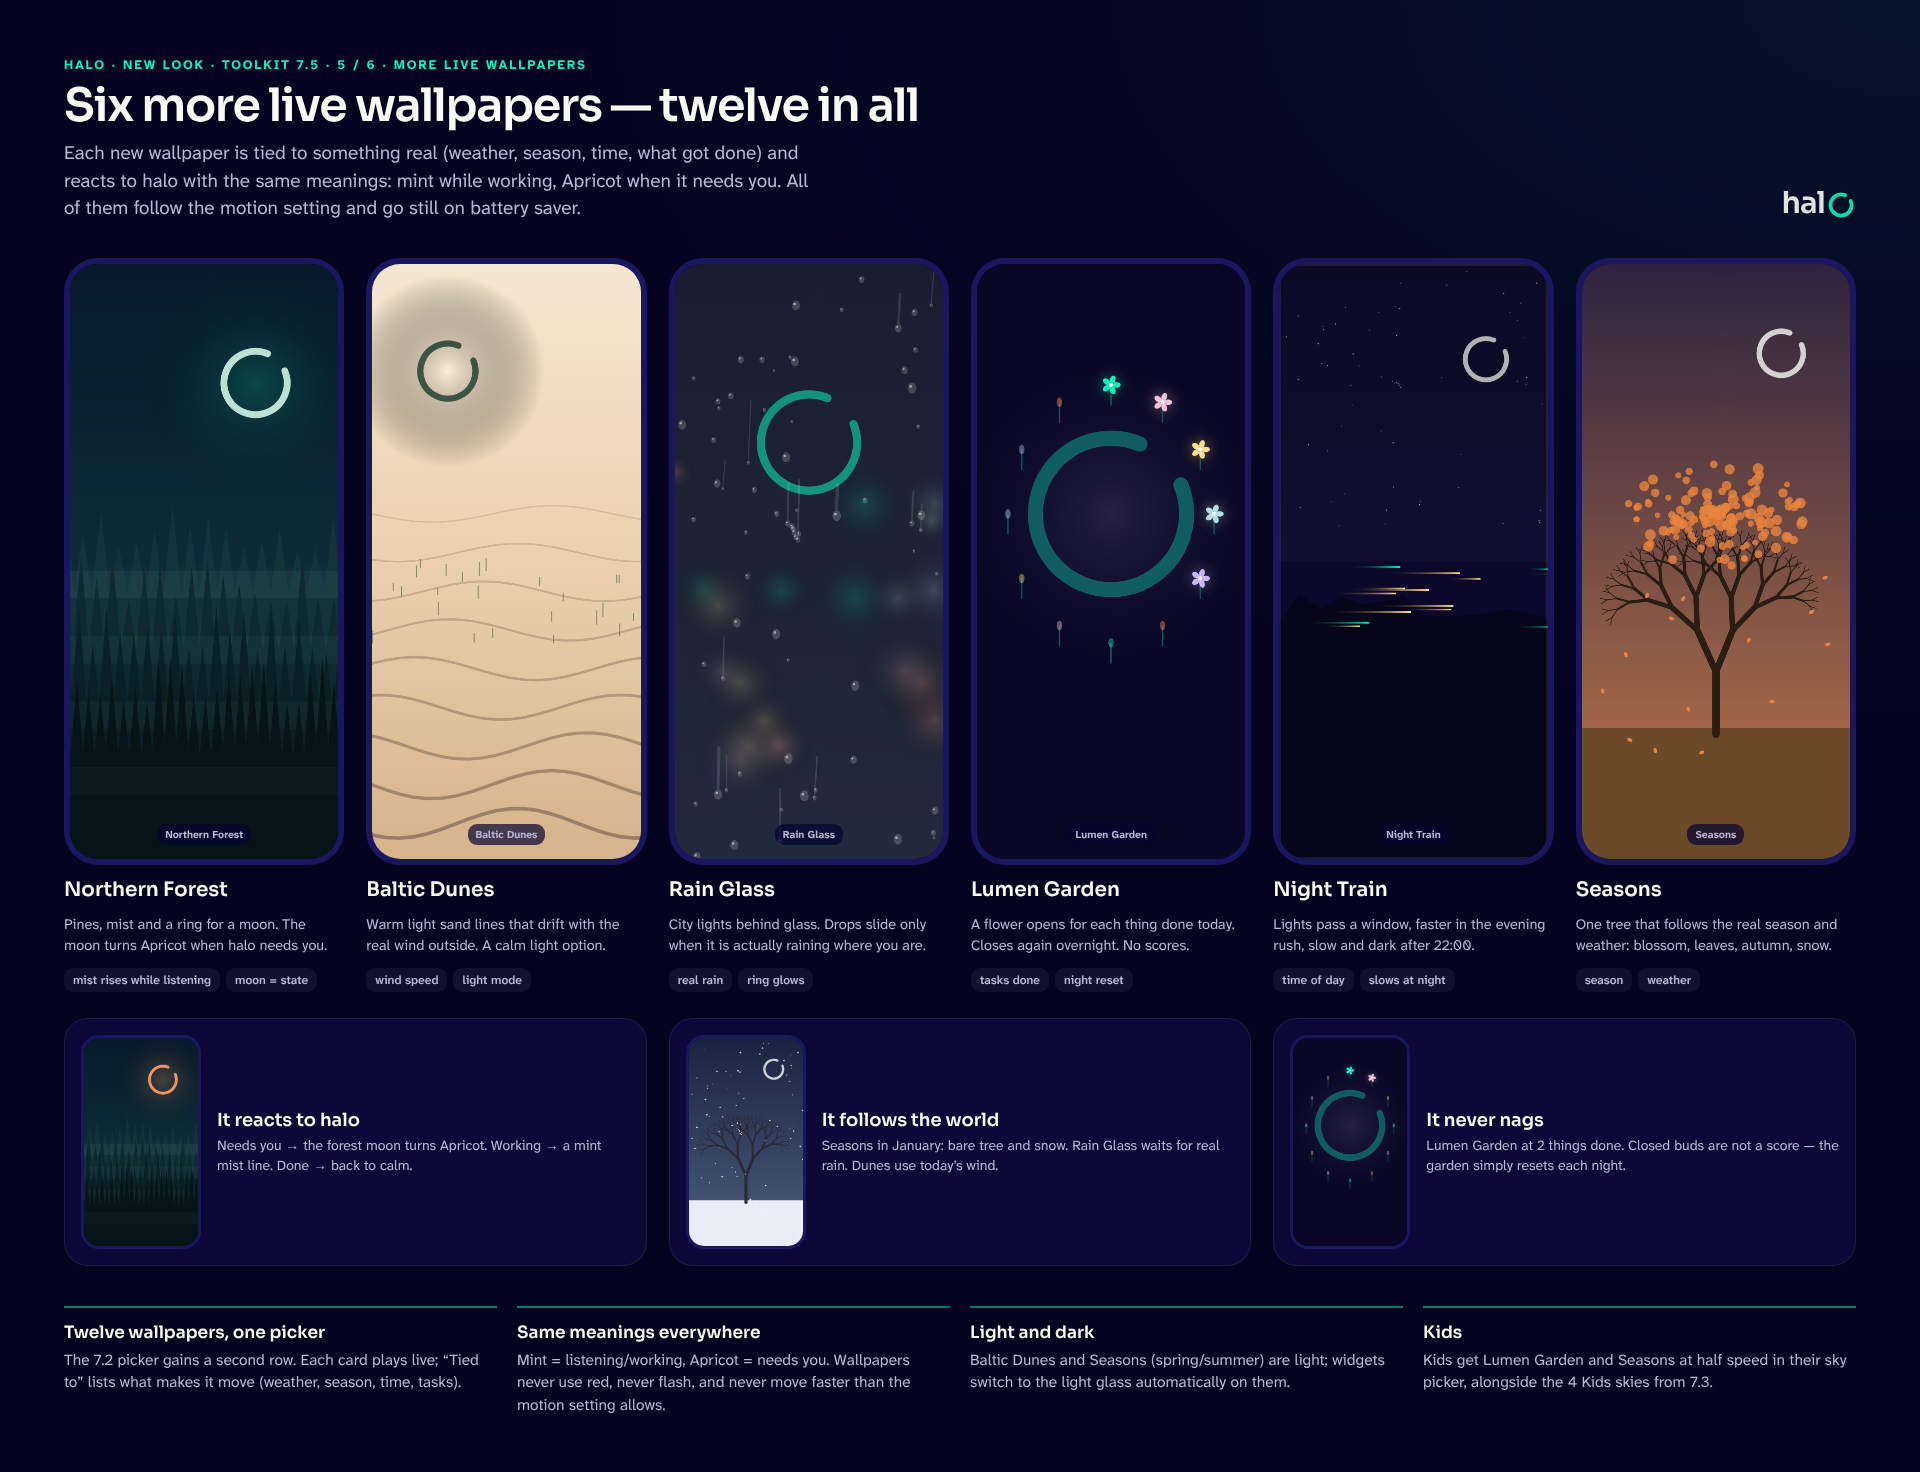 HALO · NEW LOOK · TOOLKIT 7.5 · 5 / 6 · MORE LIVE WALLPAPERS
Six more live wallpapers — twelve in all
Each new wallpaper is tied to something real (weather, season, time, what got done) and
reacts to halo with the same meanings: mint while working, Apricot when it needs you. All
of them follow the motion setting and go still on battery saver.
halo
Northern Forest
Baltic Dunes
Rain Glass
Lumen Garden
Night Train
Seasons
Northern Forest
Pines, mist and a ring for a moon. The
moon turns Apricot when halo needs you.
mist rises while listening
moon = state
Baltic Dunes
Warm light sand lines that drift with the
real wind outside. A calm light option.
wind speed
light mode
Rain Glass
City lights behind glass. Drops slide only
when it is actually raining where you are.
real rain
ring glows
Lumen Garden
A flower opens for each thing done today.
Closes again overnight. No scores.
tasks done
night reset
Night Train
Lights pass a window, faster in the evening
rush, slow and dark after 22:00.
time of day
slows at night
Seasons
One tree that follows the real season and
weather: blossom, leaves, autumn, snow.
season
weather
It reacts to halo
Needs you → the forest moon turns Apricot. Working → a mint
mist line. Done → back to calm.
It follows the world
Seasons in January: bare tree and snow. Rain Glass waits for real
rain. Dunes use today's wind.
It never nags
Lumen Garden at 2 things done. Closed buds are not a score — the
garden simply resets each night.
Twelve wallpapers, one picker
The 7.2 picker gains a second row. Each card plays live; “Tied
to” lists what makes it move (weather, season, time, tasks).
Same meanings everywhere
Mint = listening/working, Apricot = needs you. Wallpapers
never use red, never flash, and never move faster than the
motion setting allows.
Light and dark
Baltic Dunes and Seasons (spring/summer) are light; widgets
switch to the light glass automatically on them.
Kids
Kids get Lumen Garden and Seasons at half speed in their sky
picker, alongside the 4 Kids skies from 7.3.